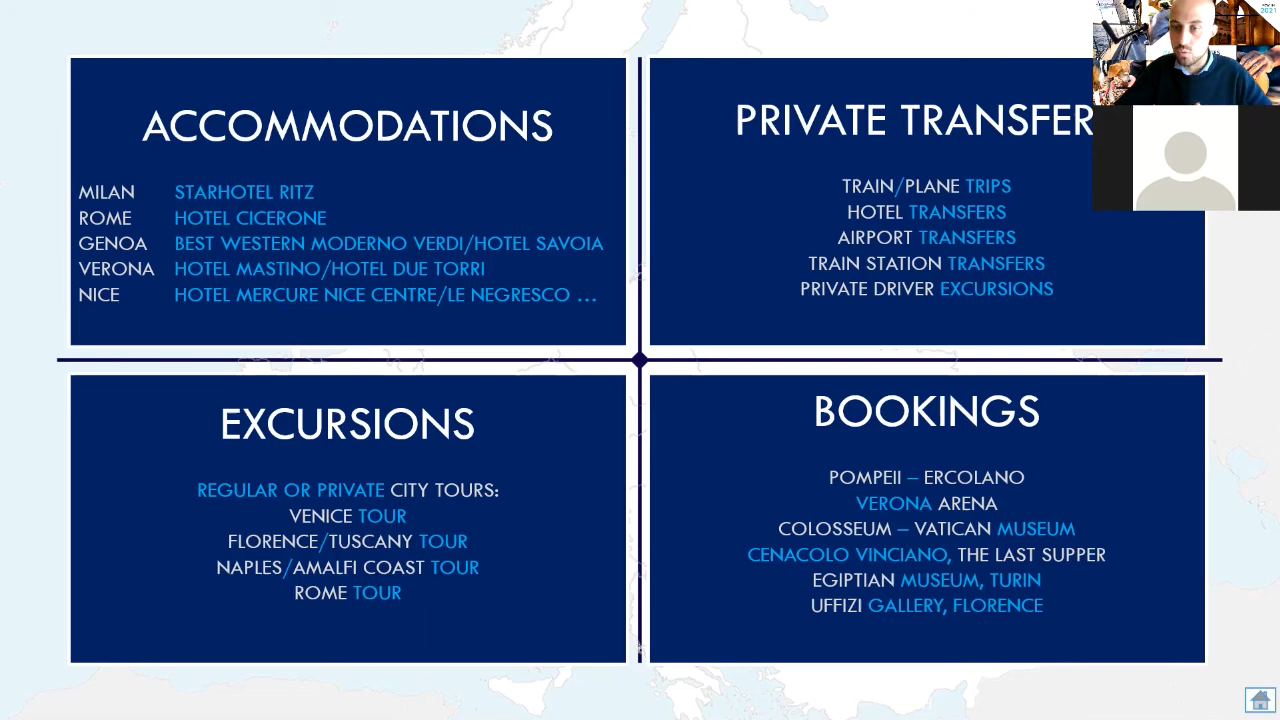 ACCOMMODATIONS
MILAN STARHOTEL RITZ
ROME HOTEL CICERONE
GENOA BEST WESTERN MODERNO VERDI/HOTEL SAVOIA
VERONA HOTEL MASTINO/HOTEL DUE TORRI
NICE HOTEL MERCURE NICE CENTRE/LE NEGRESCO ...
PRIVATE TRANSFER
TRAIN/PLANE TRIPS
HOTEL TRANSFERS
AIRPORT TRANSFERS
TRAIN STATION TRANSFERS
PRIVATE DRIVER EXCURSIONS
EXCURSIONS
REGULAR OR PRIVATE CITY TOURS:
VENICE TOUR
FLORENCE/TUSCANY TOUR
NAPLES/AMALFI COAST TOUR
ROME TOUR
BOOKINGS
POMPEII – ERCOLANO
VERONA ARENA
COLOSSEUM – VATICAN MUSEUM
CENACOLO VINCIANO, THE LAST SUPPER
EGIPTIAN MUSEUM, TURIN
UFFIZI GALLERY, FLORENCE
2021